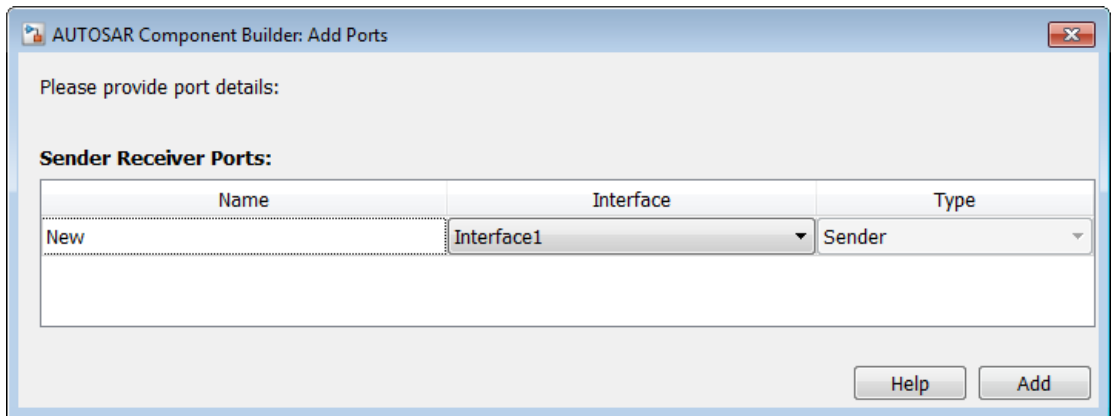 AUTOSAR Component Builder: Add Ports
Please provide port details:
Sender Receiver Ports:
Name Interface Type
New Interface1 Sender
Help Add